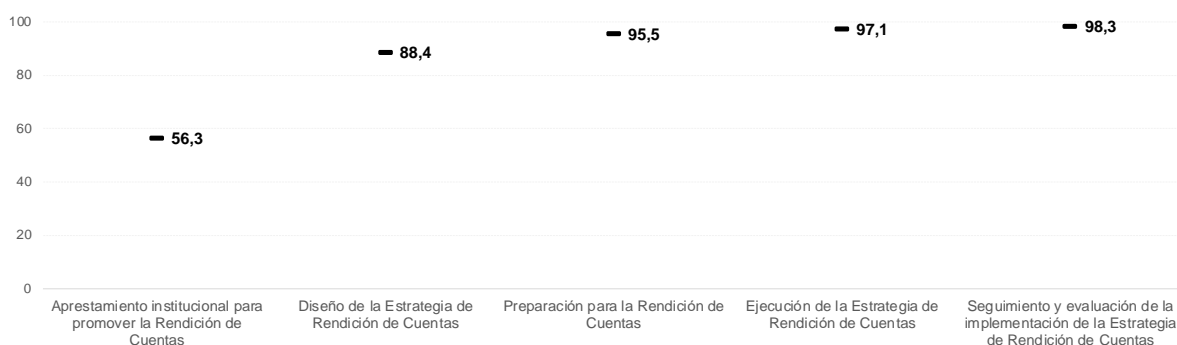 100
80
60
40
20
0
56,3
88,4
95,5
97,1
98,3
Aprestamiento institucional para
promover la Rendición de
Cuentas
Diseño de la Estrategia de
Rendición de Cuentas
Preparación para la Rendición de
Cuentas
Ejecución de la Estrategia de
Rendición de Cuentas
Seguimiento y evaluación de la
implementación de la Estrategia
de Rendición de Cuentas